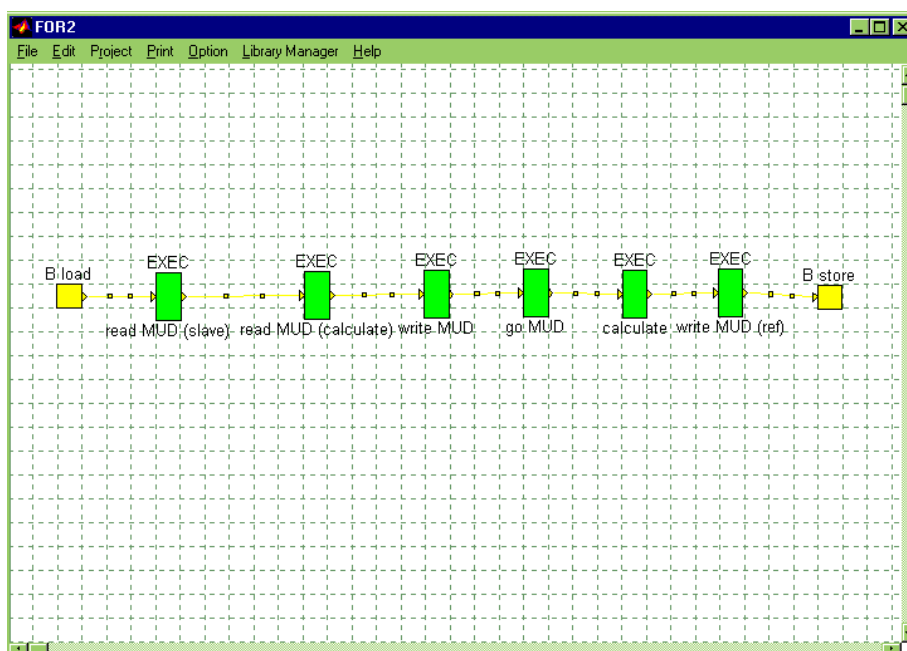 FOR2
File Edit Project Print Option Library Manager Help
B load EXEC EXEC EXEC EXEC EXEC EXEC B store
read MUD (slave) read MUD (calculate) write MUD go MUD calculate write MUD (ref)